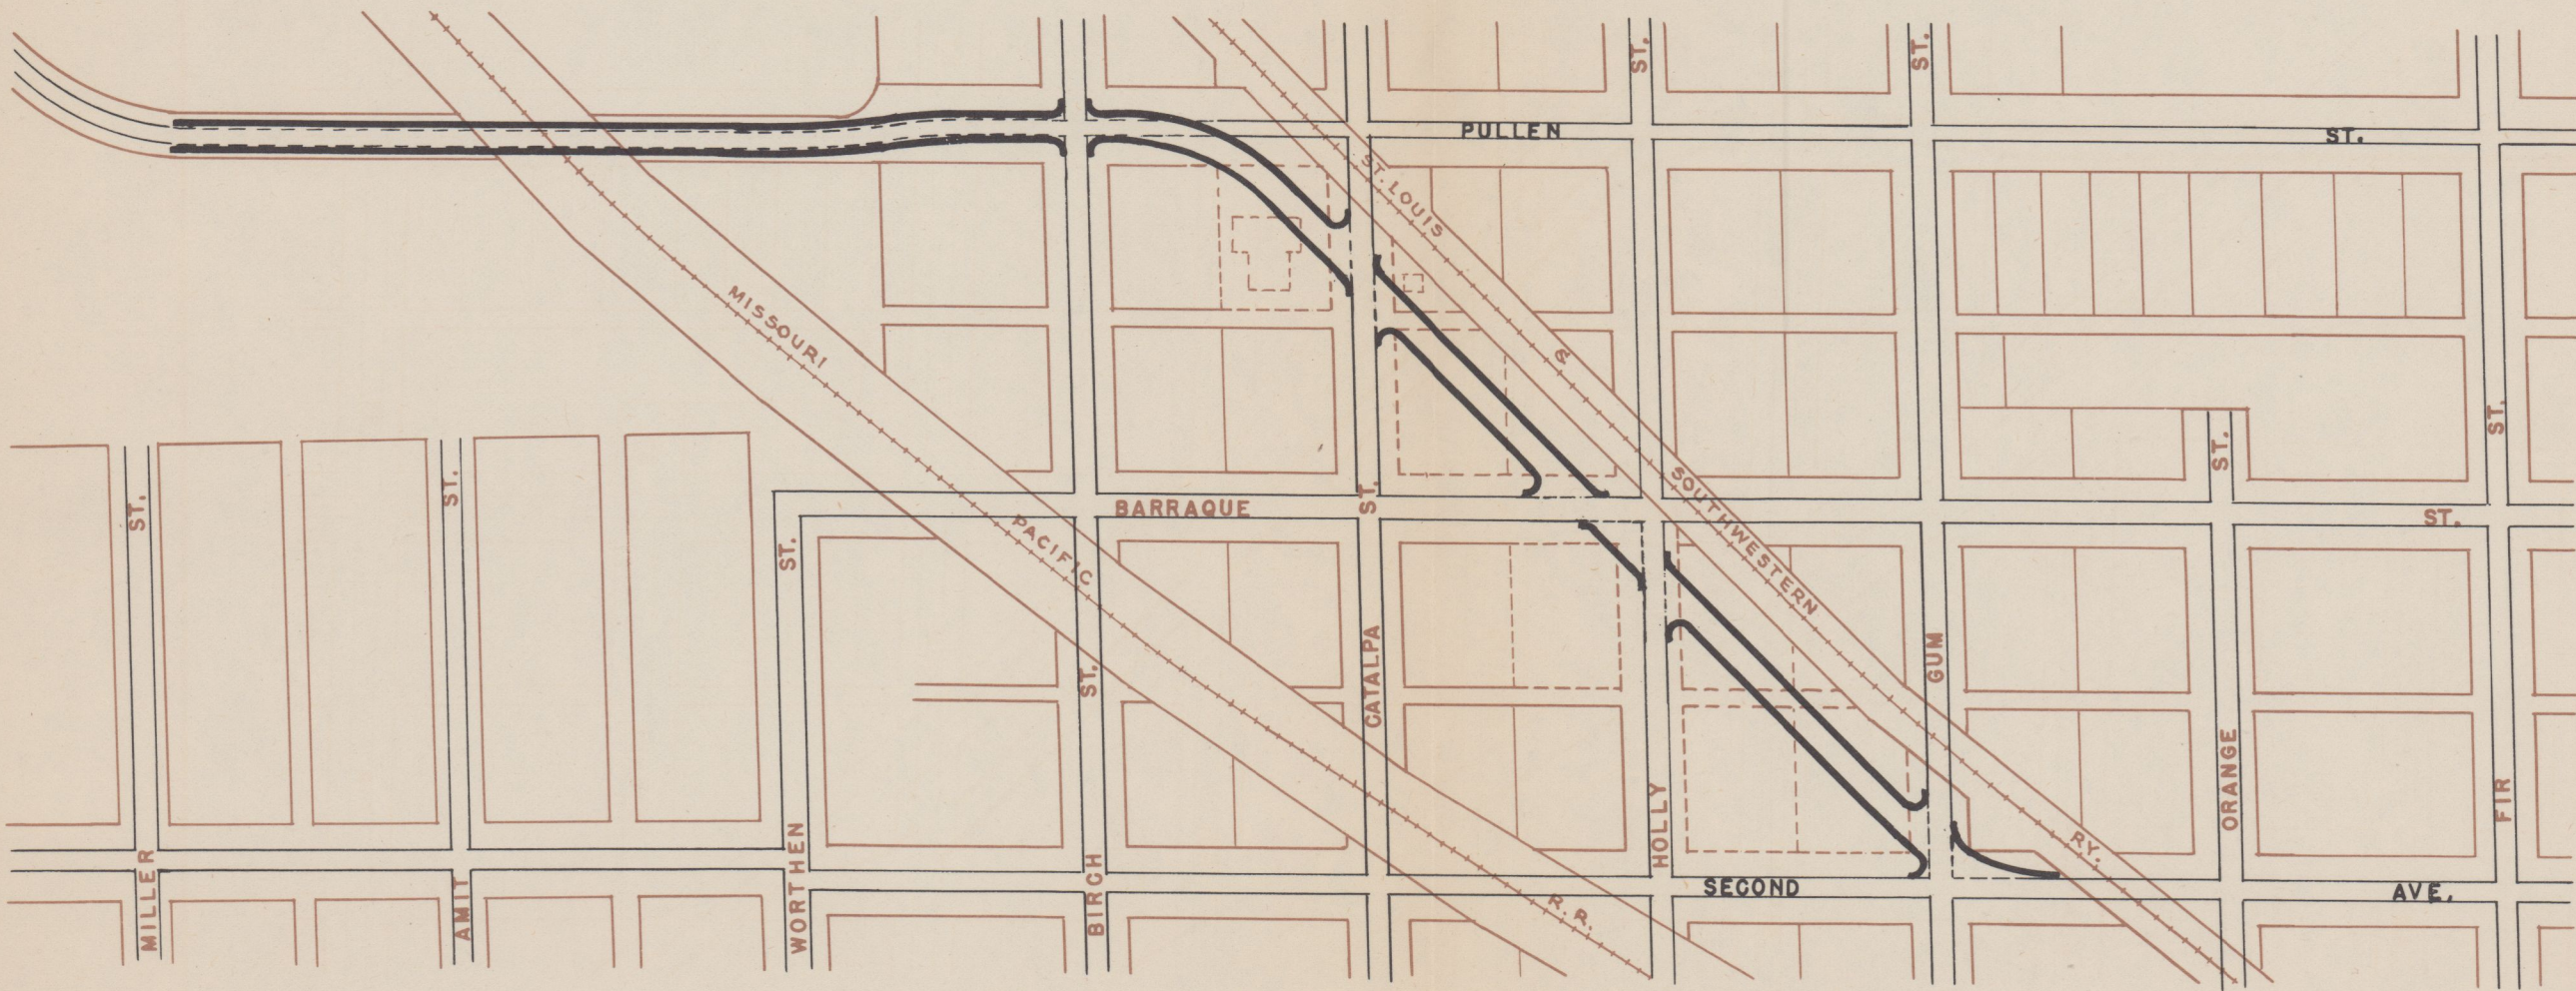 ST.
ST.
PULLEN ST.
ST. LOUIS & SOUTHWESTERN RY.
MISSOURI PACIFIC R. R.
ST.
ST.
ST.
ST.
ST.
BARRAQUE ST.
ST.
ST.
MILLER
AMIT
WORTHEN
BIRCH
CATALPA
HOLLY
GUM
ORANGE
FIR
SECOND AVE.